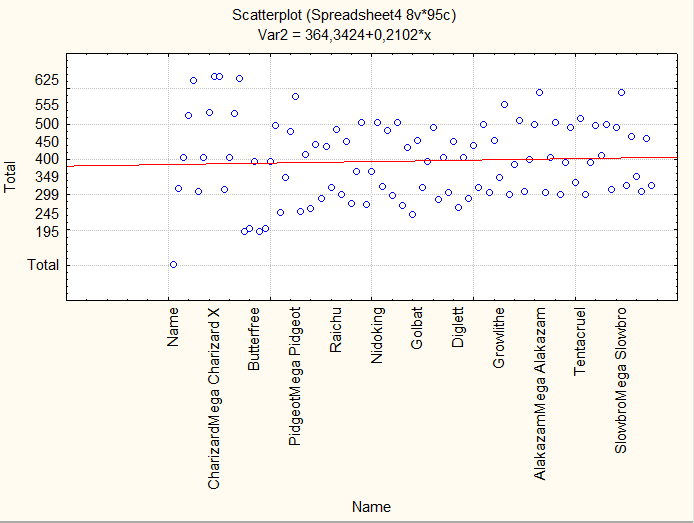 Scatterplot (Spreadsheet4 8v*95c)
Var2 = 364,3424+0,2102*x
625
555
500
450
400
349
299
245
195
Total
Total
Name
CharizardMega Charizard X
Butterfree
PidgeotMega Pidgeot
Raichu
Nidoking
Golbat
Diglett
Growlithe
AlakazamMega Alakazam
Tentacruel
SlowbroMega Slowbro
Name